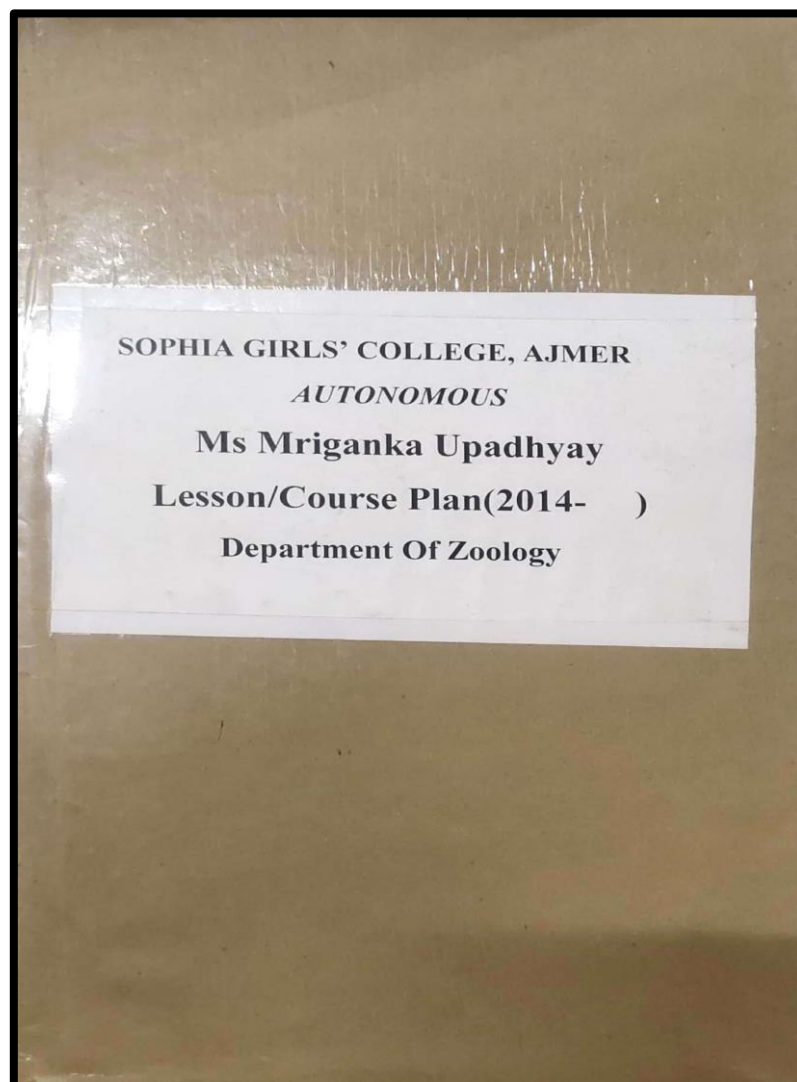 SOPHIA GIRLS’ COLLEGE, AJMER
AUTONOMOUS
Ms Mriganka Upadhyay
Lesson/Course Plan(2014-    )
Department Of Zoology